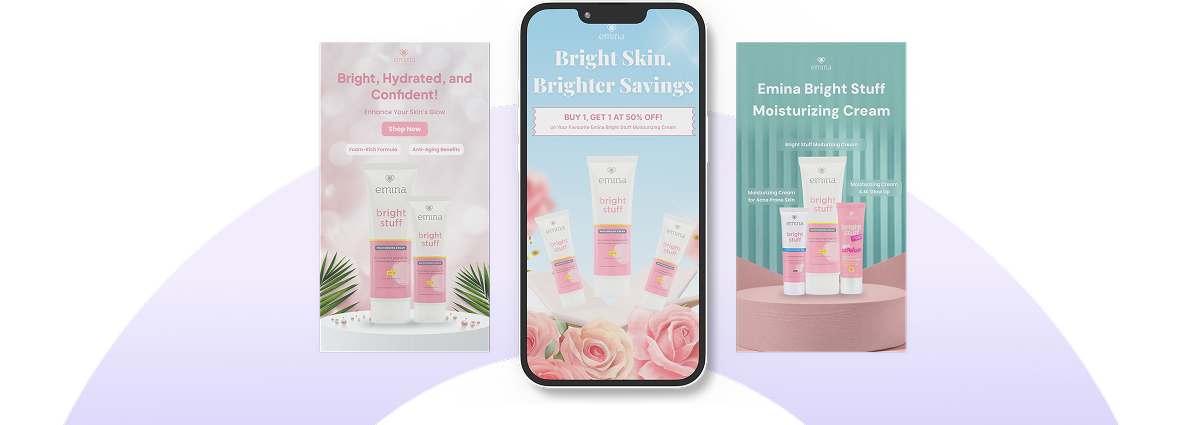 emina
Bright, Hydrated, and
Confident!
Enhance Your Skin's Glow
Shop Now
Foam-Rich Formula
Anti-Aging Benefits
emina
bright
stuff
MOISTURIZING CREAM
emina
bright
stuff
emina
Bright Skin,
Brighter Savings
BUY 1, GET 1 AT 50% OFF!
on Your Favourite Emina Bright Stuff Moisturizing Cream
emina
bright
stuff
MOISTURIZING CREAM
emina
bright
stuff
emina
bright
stuff
emina
Emina Bright Stuff
Moisturizing Cream
Bright Stuff Moiturizing Cream
Moisturizing Cream
for Acne Prone Skin
Moisturizing Cream
A.M. Glow Up
emina
bright
stuff
emina
bright
stuff
bright
stuff